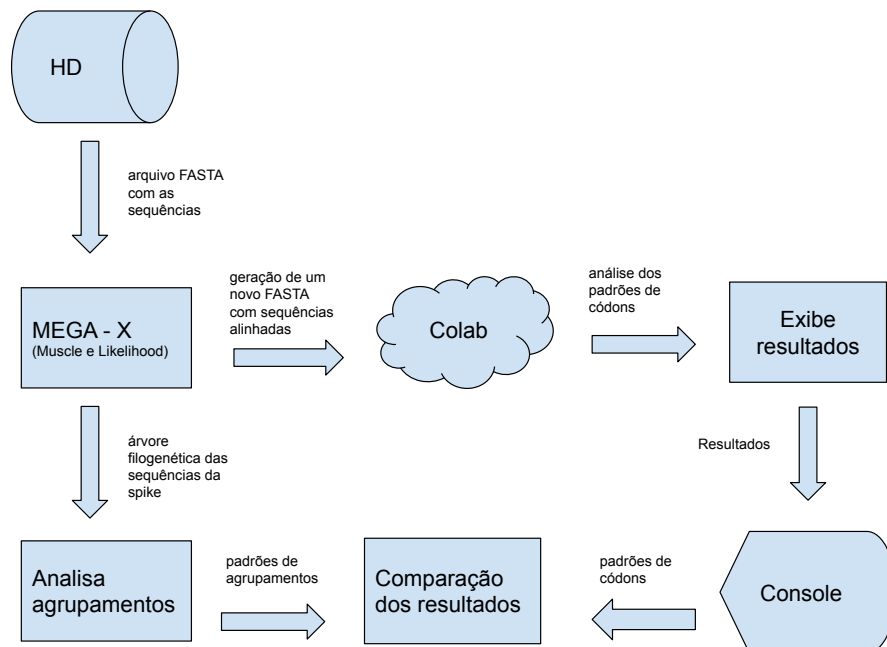 HD
arquivo FASTA
com as
sequências
MEGA - X
(Muscle e Likelihood)
geração de um
novo FASTA
com sequências
alinhadas
Colab
análise dos
padrões de
códons
Exibe
resultados
árvore
filogenética das
sequências da
spike
Resultados
Analisa
agrupamentos
padrões de
agrupamentos
Comparação
dos resultados
padrões de
códons
Console